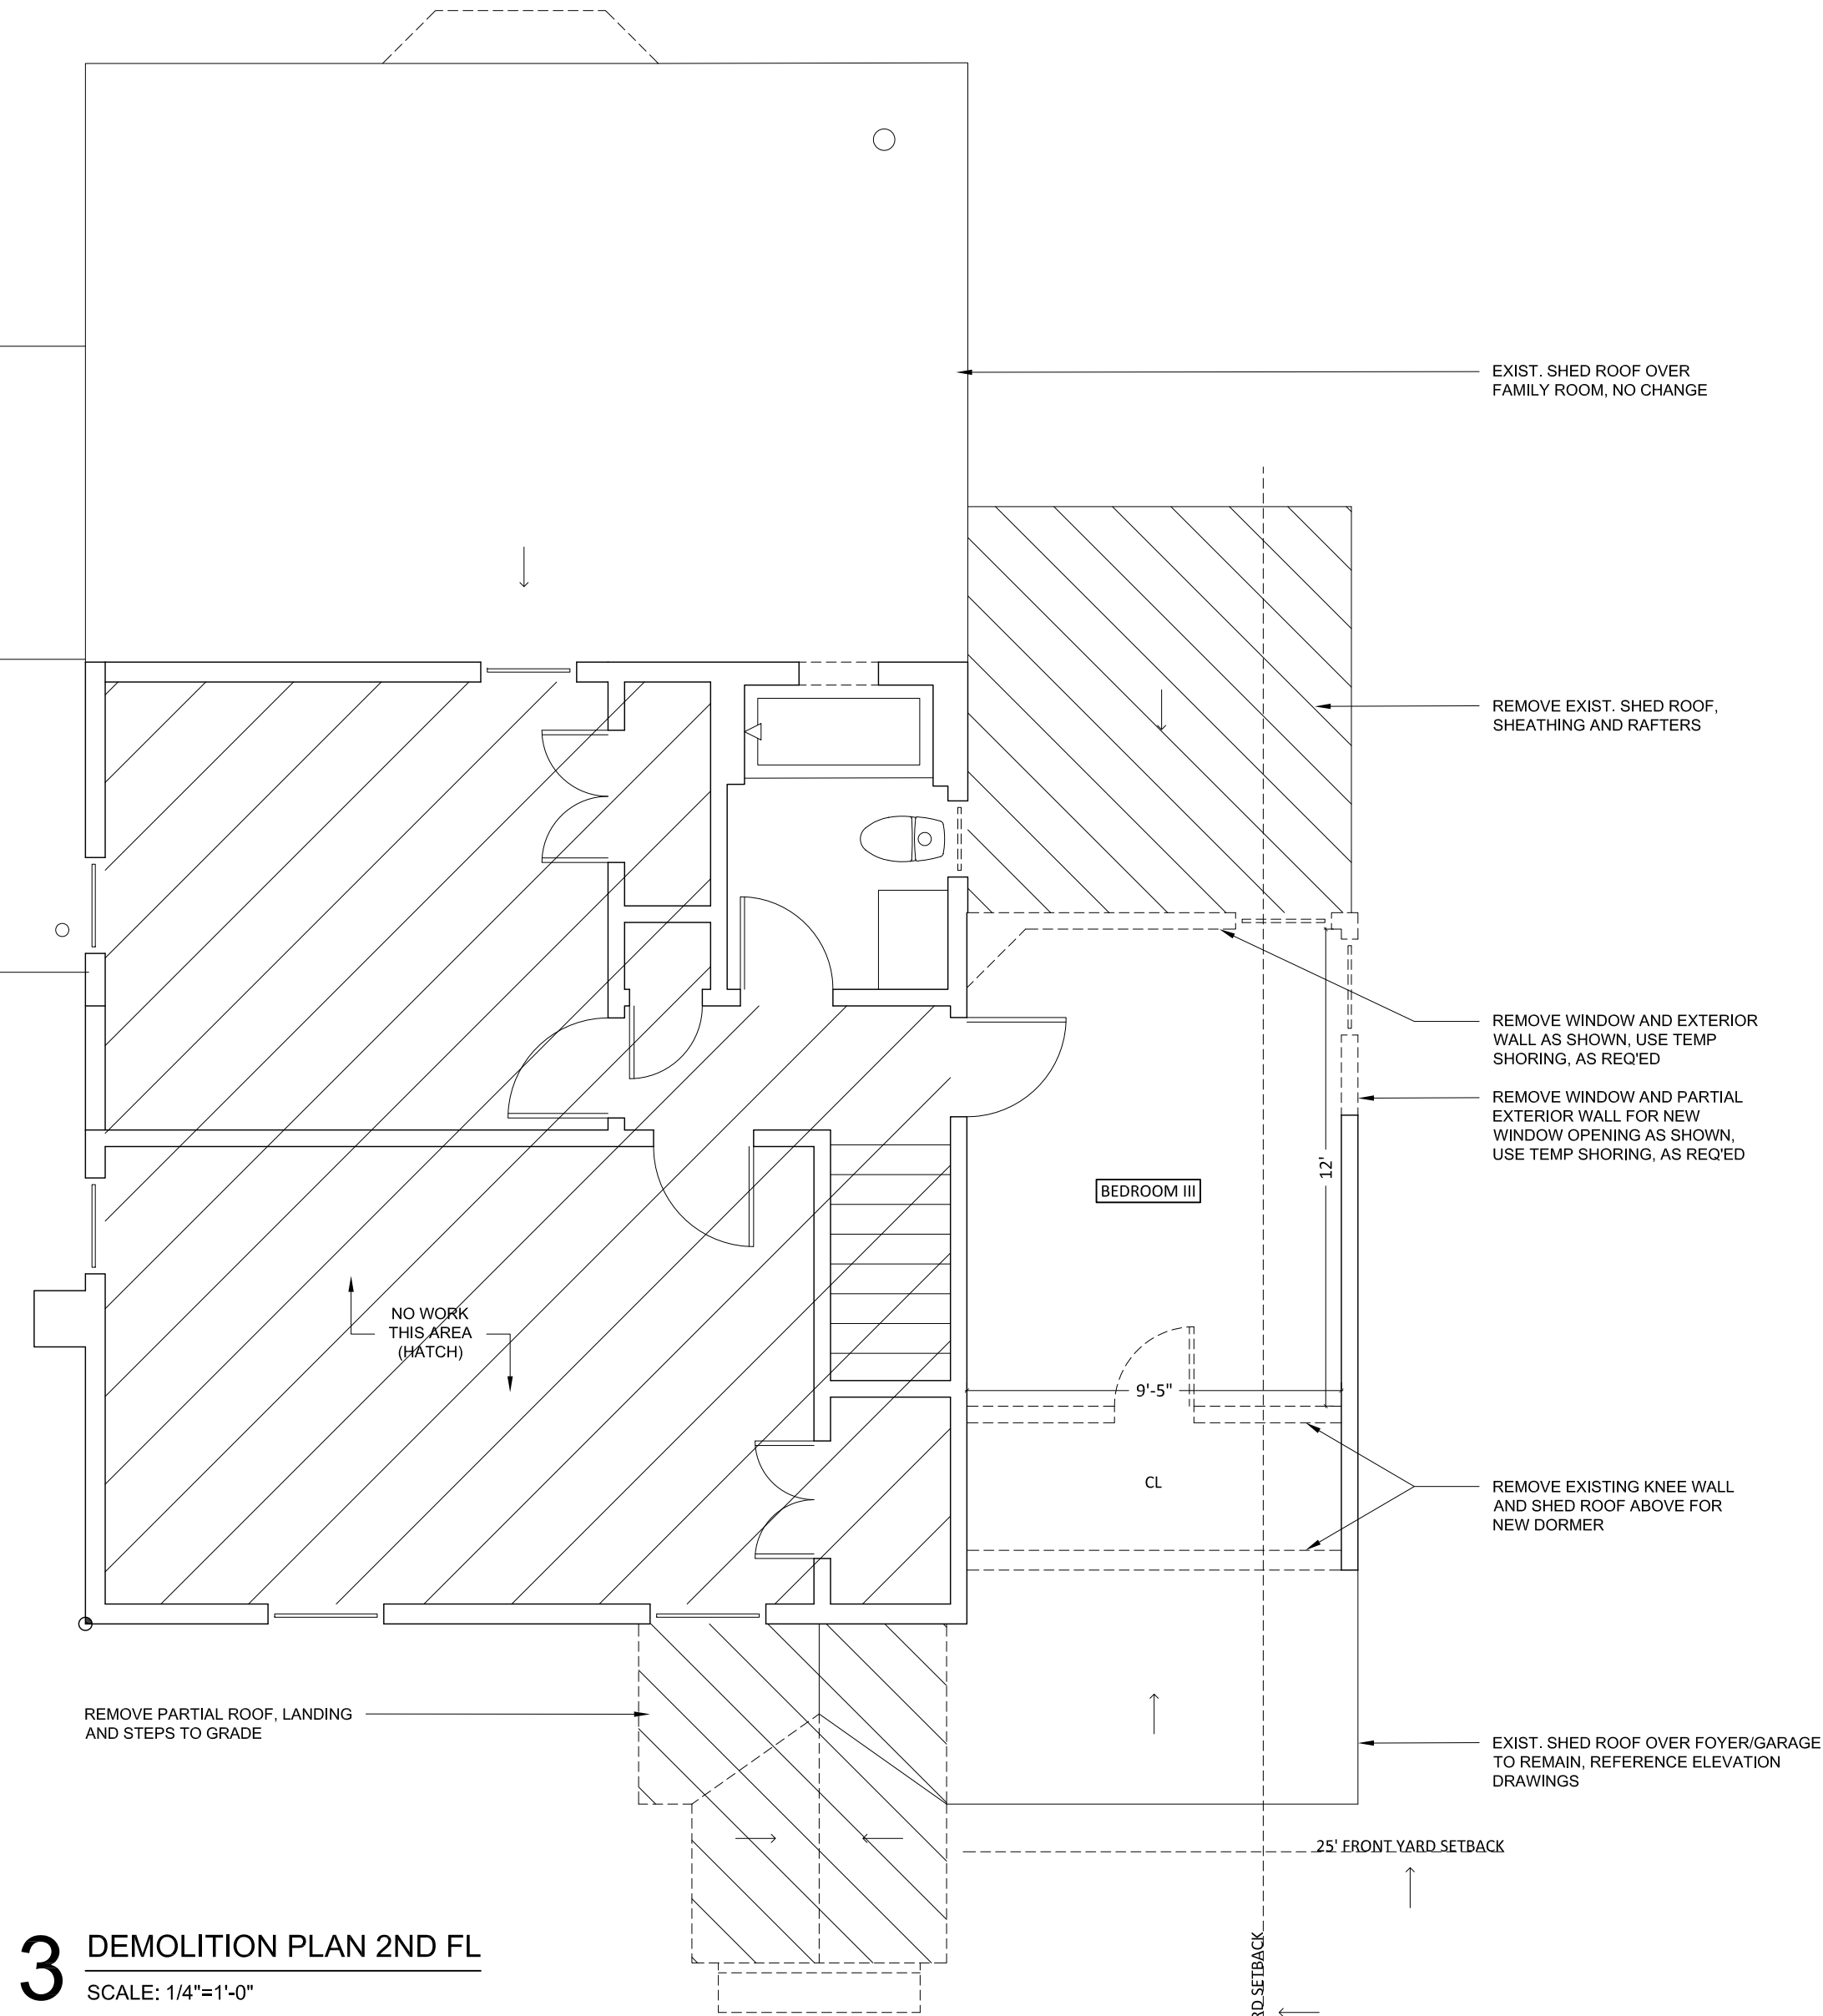 EXIST. SHED ROOF OVER
FAMILY ROOM, NO CHANGE
REMOVE EXIST. SHED ROOF,
SHEATHING AND RAFTERS
REMOVE WINDOW AND EXTERIOR
WALL AS SHOWN, USE TEMP
SHORING, AS REQ'ED
REMOVE WINDOW AND PARTIAL
EXTERIOR WALL FOR NEW
WINDOW OPENING AS SHOWN,
USE TEMP SHORING, AS REQ'ED
12'
BEDROOM III
NO WORK
THIS AREA
(HATCH)
9'-5"
CL
REMOVE EXISTING KNEE WALL
AND SHED ROOF ABOVE FOR
NEW DORMER
REMOVE PARTIAL ROOF, LANDING
AND STEPS TO GRADE
EXIST. SHED ROOF OVER FOYER/GARAGE
TO REMAIN, REFERENCE ELEVATION
DRAWINGS
25' FRONT YARD SETBACK
SETBACK
3 DEMOLITION PLAN 2ND FL
SCALE: 1/4"=1'-0"